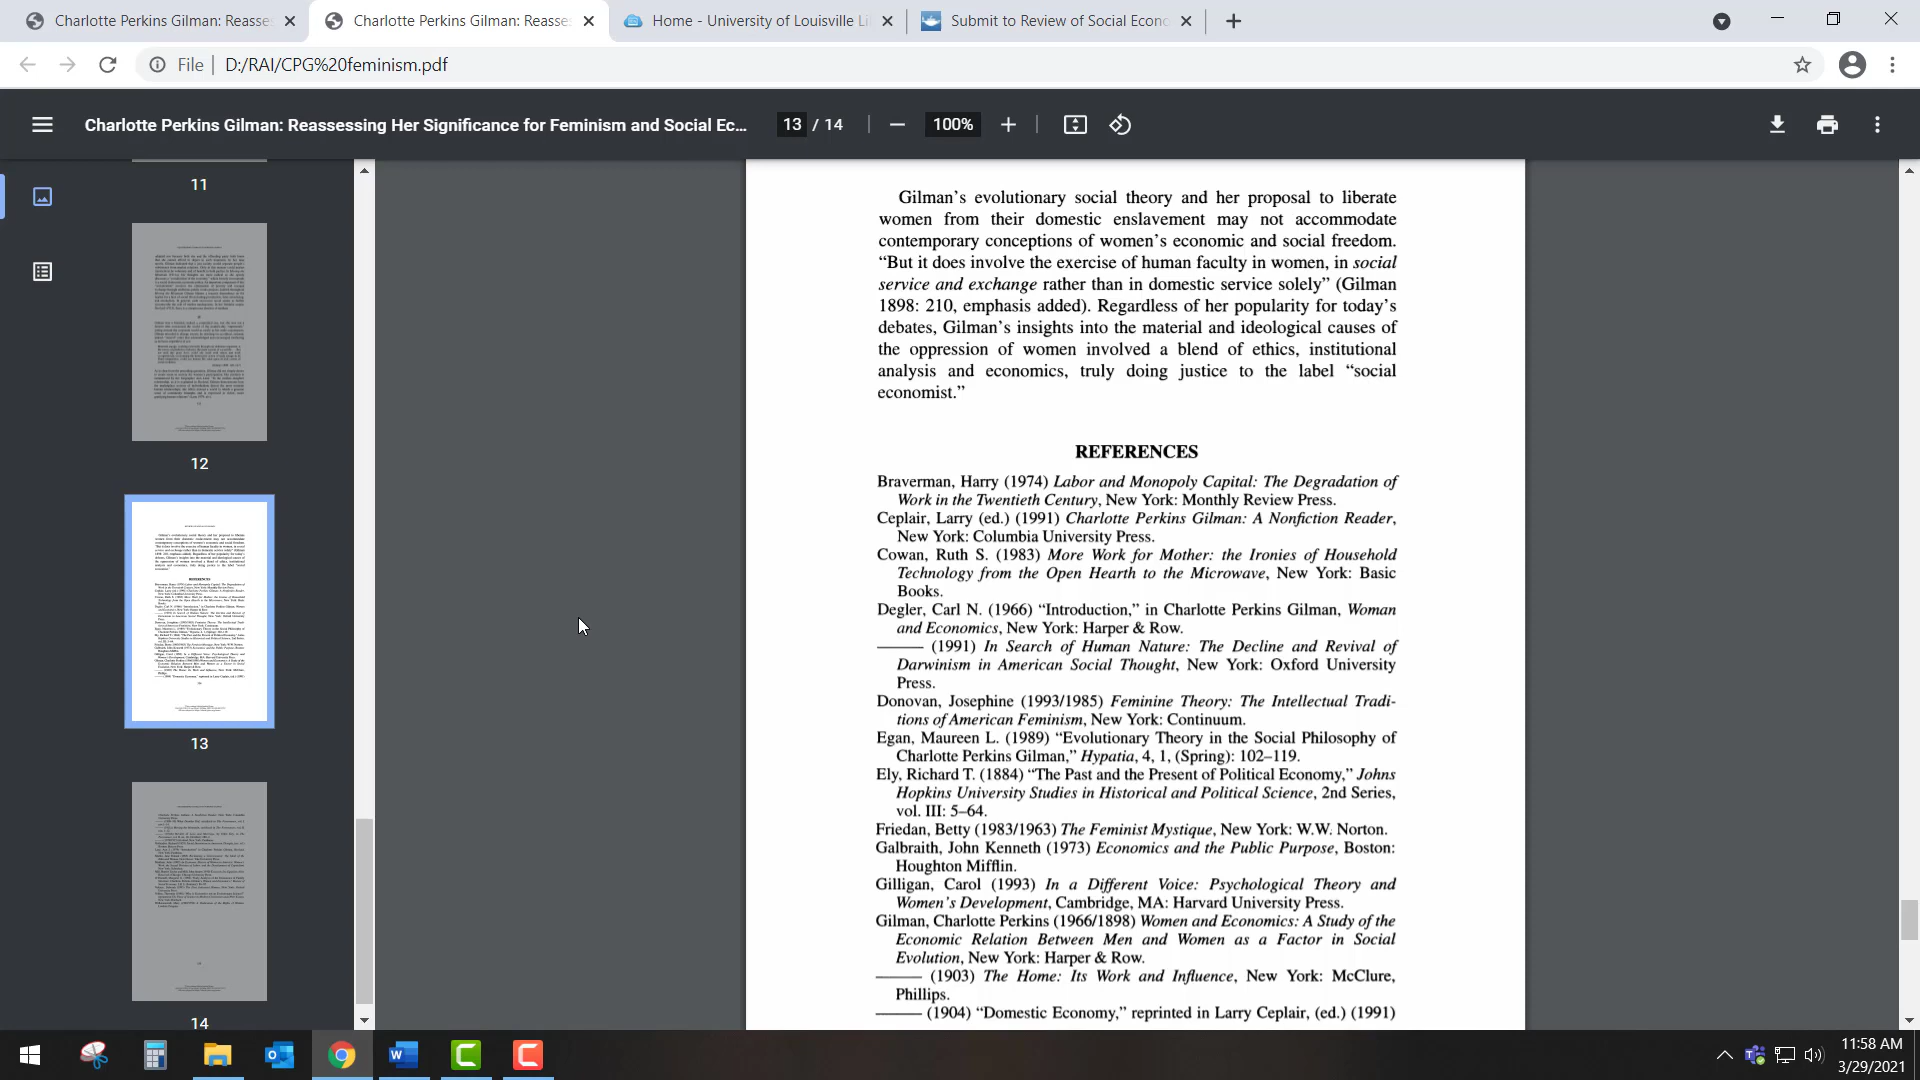 Charlotte Perkins Gilman: Reasses
Charlotte Perkins Gilman: Reasse
Home - University of Louisville Li
Submit to Review of Social Econo
File
D:/RAI/CPG%20feminism.pdf
Charlotte Perkins Gilman: Reassessing Her Significance for Feminism and Social Ec...
13 / 14
100%
11
12
13
14
Gilman’s evolutionary social theory and her proposal to liberate
women from their domestic enslavement may not accommodate
contemporary conceptions of women’s economic and social freedom.
“But it does involve the exercise of human faculty in women, in social
service and exchange rather than in domestic service solely” (Gilman
1898: 210, emphasis added). Regardless of her popularity for today’s
debates, Gilman’s insights into the material and ideological causes of
the oppression of women involved a blend of ethics, institutional
analysis and economics, truly doing justice to the label “social
economist.”
REFERENCES
Braverman, Harry (1974) Labor and Monopoly Capital: The Degradation of
Work in the Twentieth Century, New York: Monthly Review Press.
Ceplair, Larry (ed.) (1991) Charlotte Perkins Gilman: A Nonfiction Reader,
New York: Columbia University Press.
Cowan, Ruth S. (1983) More Work for Mother: the Ironies of Household
Technology from the Open Hearth to the Microwave, New York: Basic
Books.
Degler, Carl N. (1966) “Introduction,” in Charlotte Perkins Gilman, Woman
and Economics, New York: Harper & Row.
——— (1991) In Search of Human Nature: The Decline and Revival of
Darwinism in American Social Thought, New York: Oxford University
Press.
Donovan, Josephine (1993/1985) Feminine Theory: The Intellectual Tradi-
tions of American Feminism, New York: Continuum.
Egan, Maureen L. (1989) “Evolutionary Theory in the Social Philosophy of
Charlotte Perkins Gilman,” Hypatia, 4, 1, (Spring): 102–119.
Ely, Richard T. (1884) “The Past and the Present of Political Economy,” Johns
Hopkins University Studies in Historical and Political Science, 2nd Series,
vol. III: 5–64.
Friedan, Betty (1983/1963) The Feminist Mystique, New York: W.W. Norton.
Galbraith, John Kenneth (1973) Economics and the Public Purpose, Boston:
Houghton Mifflin.
Gilligan, Carol (1993) In a Different Voice: Psychological Theory and
Women’s Development, Cambridge, MA: Harvard University Press.
Gilman, Charlotte Perkins (1966/1898) Women and Economics: A Study of the
Economic Relation Between Men and Women as a Factor in Social
Evolution, New York: Harper & Row.
——— (1903) The Home: Its Work and Influence, New York: McClure,
Phillips.
——— (1904) “Domestic Economy,” reprinted in Larry Ceplair, (ed.) (1991)
11:58 AM
3/29/2021